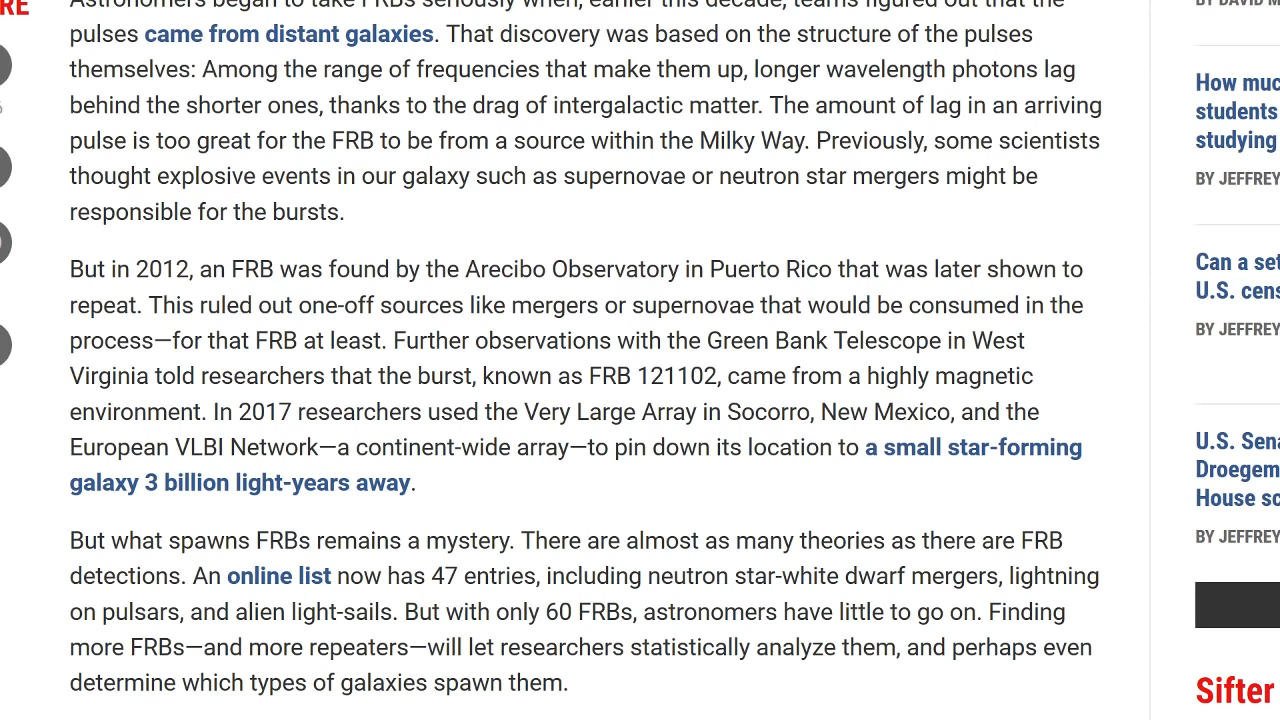 RE
Astronomers began to take FRBs seriously when, earlier this decade, teams figured out that the
pulses came from distant galaxies. That discovery was based on the structure of the pulses
themselves: Among the range of frequencies that make them up, longer wavelength photons lag
behind the shorter ones, thanks to the drag of intergalactic matter. The amount of lag in an arriving
pulse is too great for the FRB to be from a source within the Milky Way. Previously, some scientists
thought explosive events in our galaxy such as supernovae or neutron star mergers might be
responsible for the bursts.
But in 2012, an FRB was found by the Arecibo Observatory in Puerto Rico that was later shown to
repeat. This ruled out one-off sources like mergers or supernovae that would be consumed in the
process—for that FRB at least. Further observations with the Green Bank Telescope in West
Virginia told researchers that the burst, known as FRB 121102, came from a highly magnetic
environment. In 2017 researchers used the Very Large Array in Socorro, New Mexico, and the
European VLBI Network—a continent-wide array—to pin down its location to a small star-forming
galaxy 3 billion light-years away.
But what spawns FRBs remains a mystery. There are almost as many theories as there are FRB
detections. An online list now has 47 entries, including neutron star-white dwarf mergers, lightning
on pulsars, and alien light-sails. But with only 60 FRBs, astronomers have little to go on. Finding
more FRBs—and more repeaters—will let researchers statistically analyze them, and perhaps even
determine which types of galaxies spawn them.
BY DAVID M
How muc
students
studying
BY JEFFREY
Can a set
U.S. cens
BY JEFFREY
U.S. Sena
Droegem
House sc
BY JEFFREY
Sifter